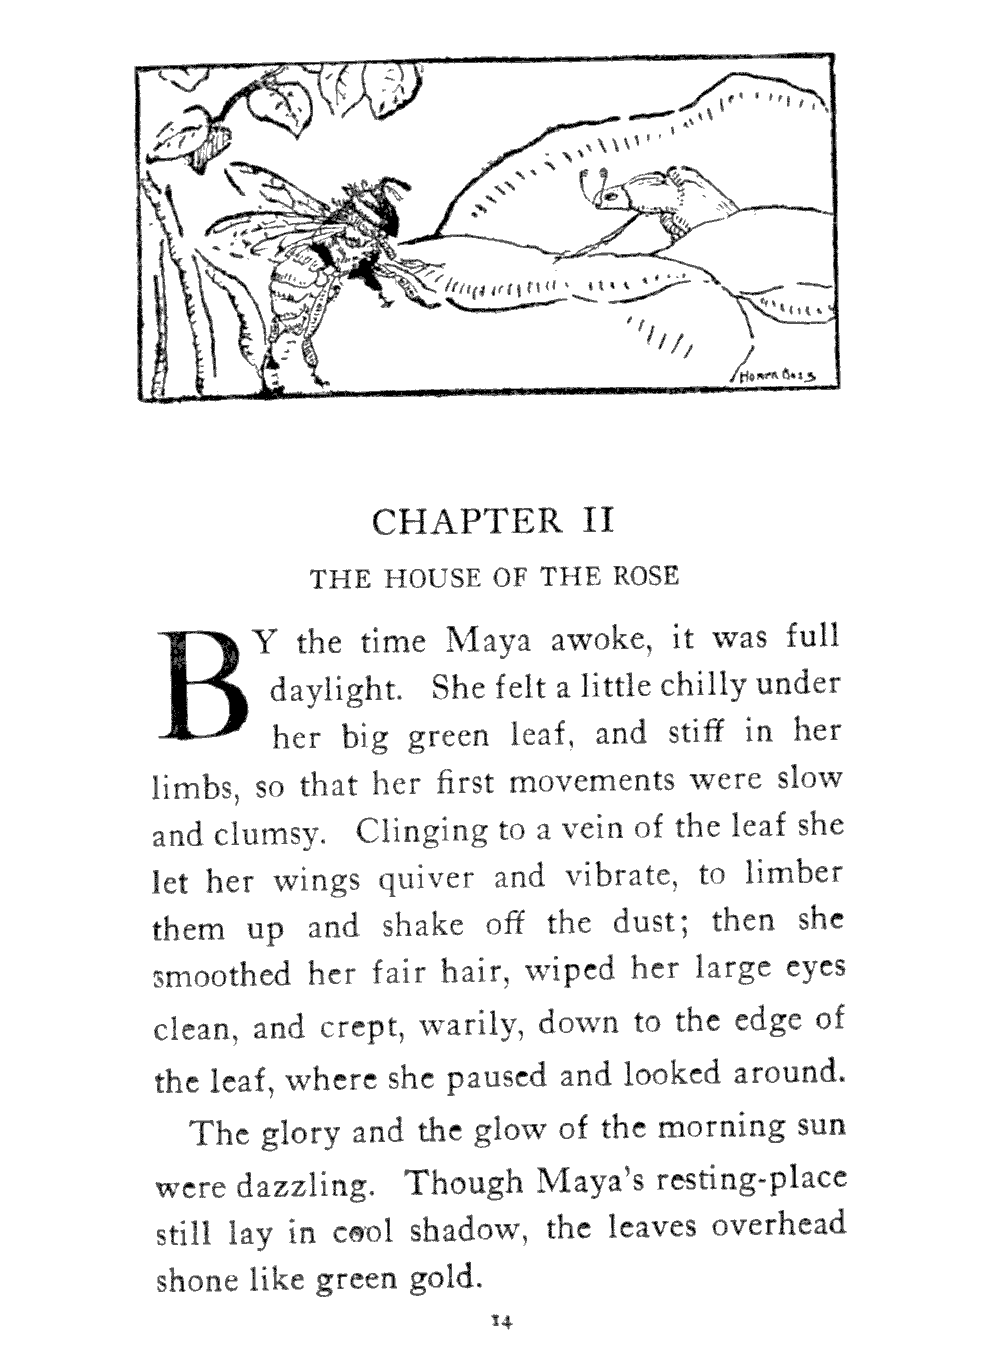 Homer Boss
CHAPTER II
THE HOUSE OF THE ROSE
BY the time Maya awoke, it was full
daylight. She felt a little chilly under
her big green leaf, and stiff in her
limbs, so that her first movements were slow
and clumsy. Clinging to a vein of the leaf she
let her wings quiver and vibrate, to limber
them up and shake off the dust; then she
smoothed her fair hair, wiped her large eyes
clean, and crept, warily, down to the edge of
the leaf, where she paused and looked around.
The glory and the glow of the morning sun
were dazzling. Though Maya's resting-place
still lay in cool shadow, the leaves overhead
shone like green gold.
14